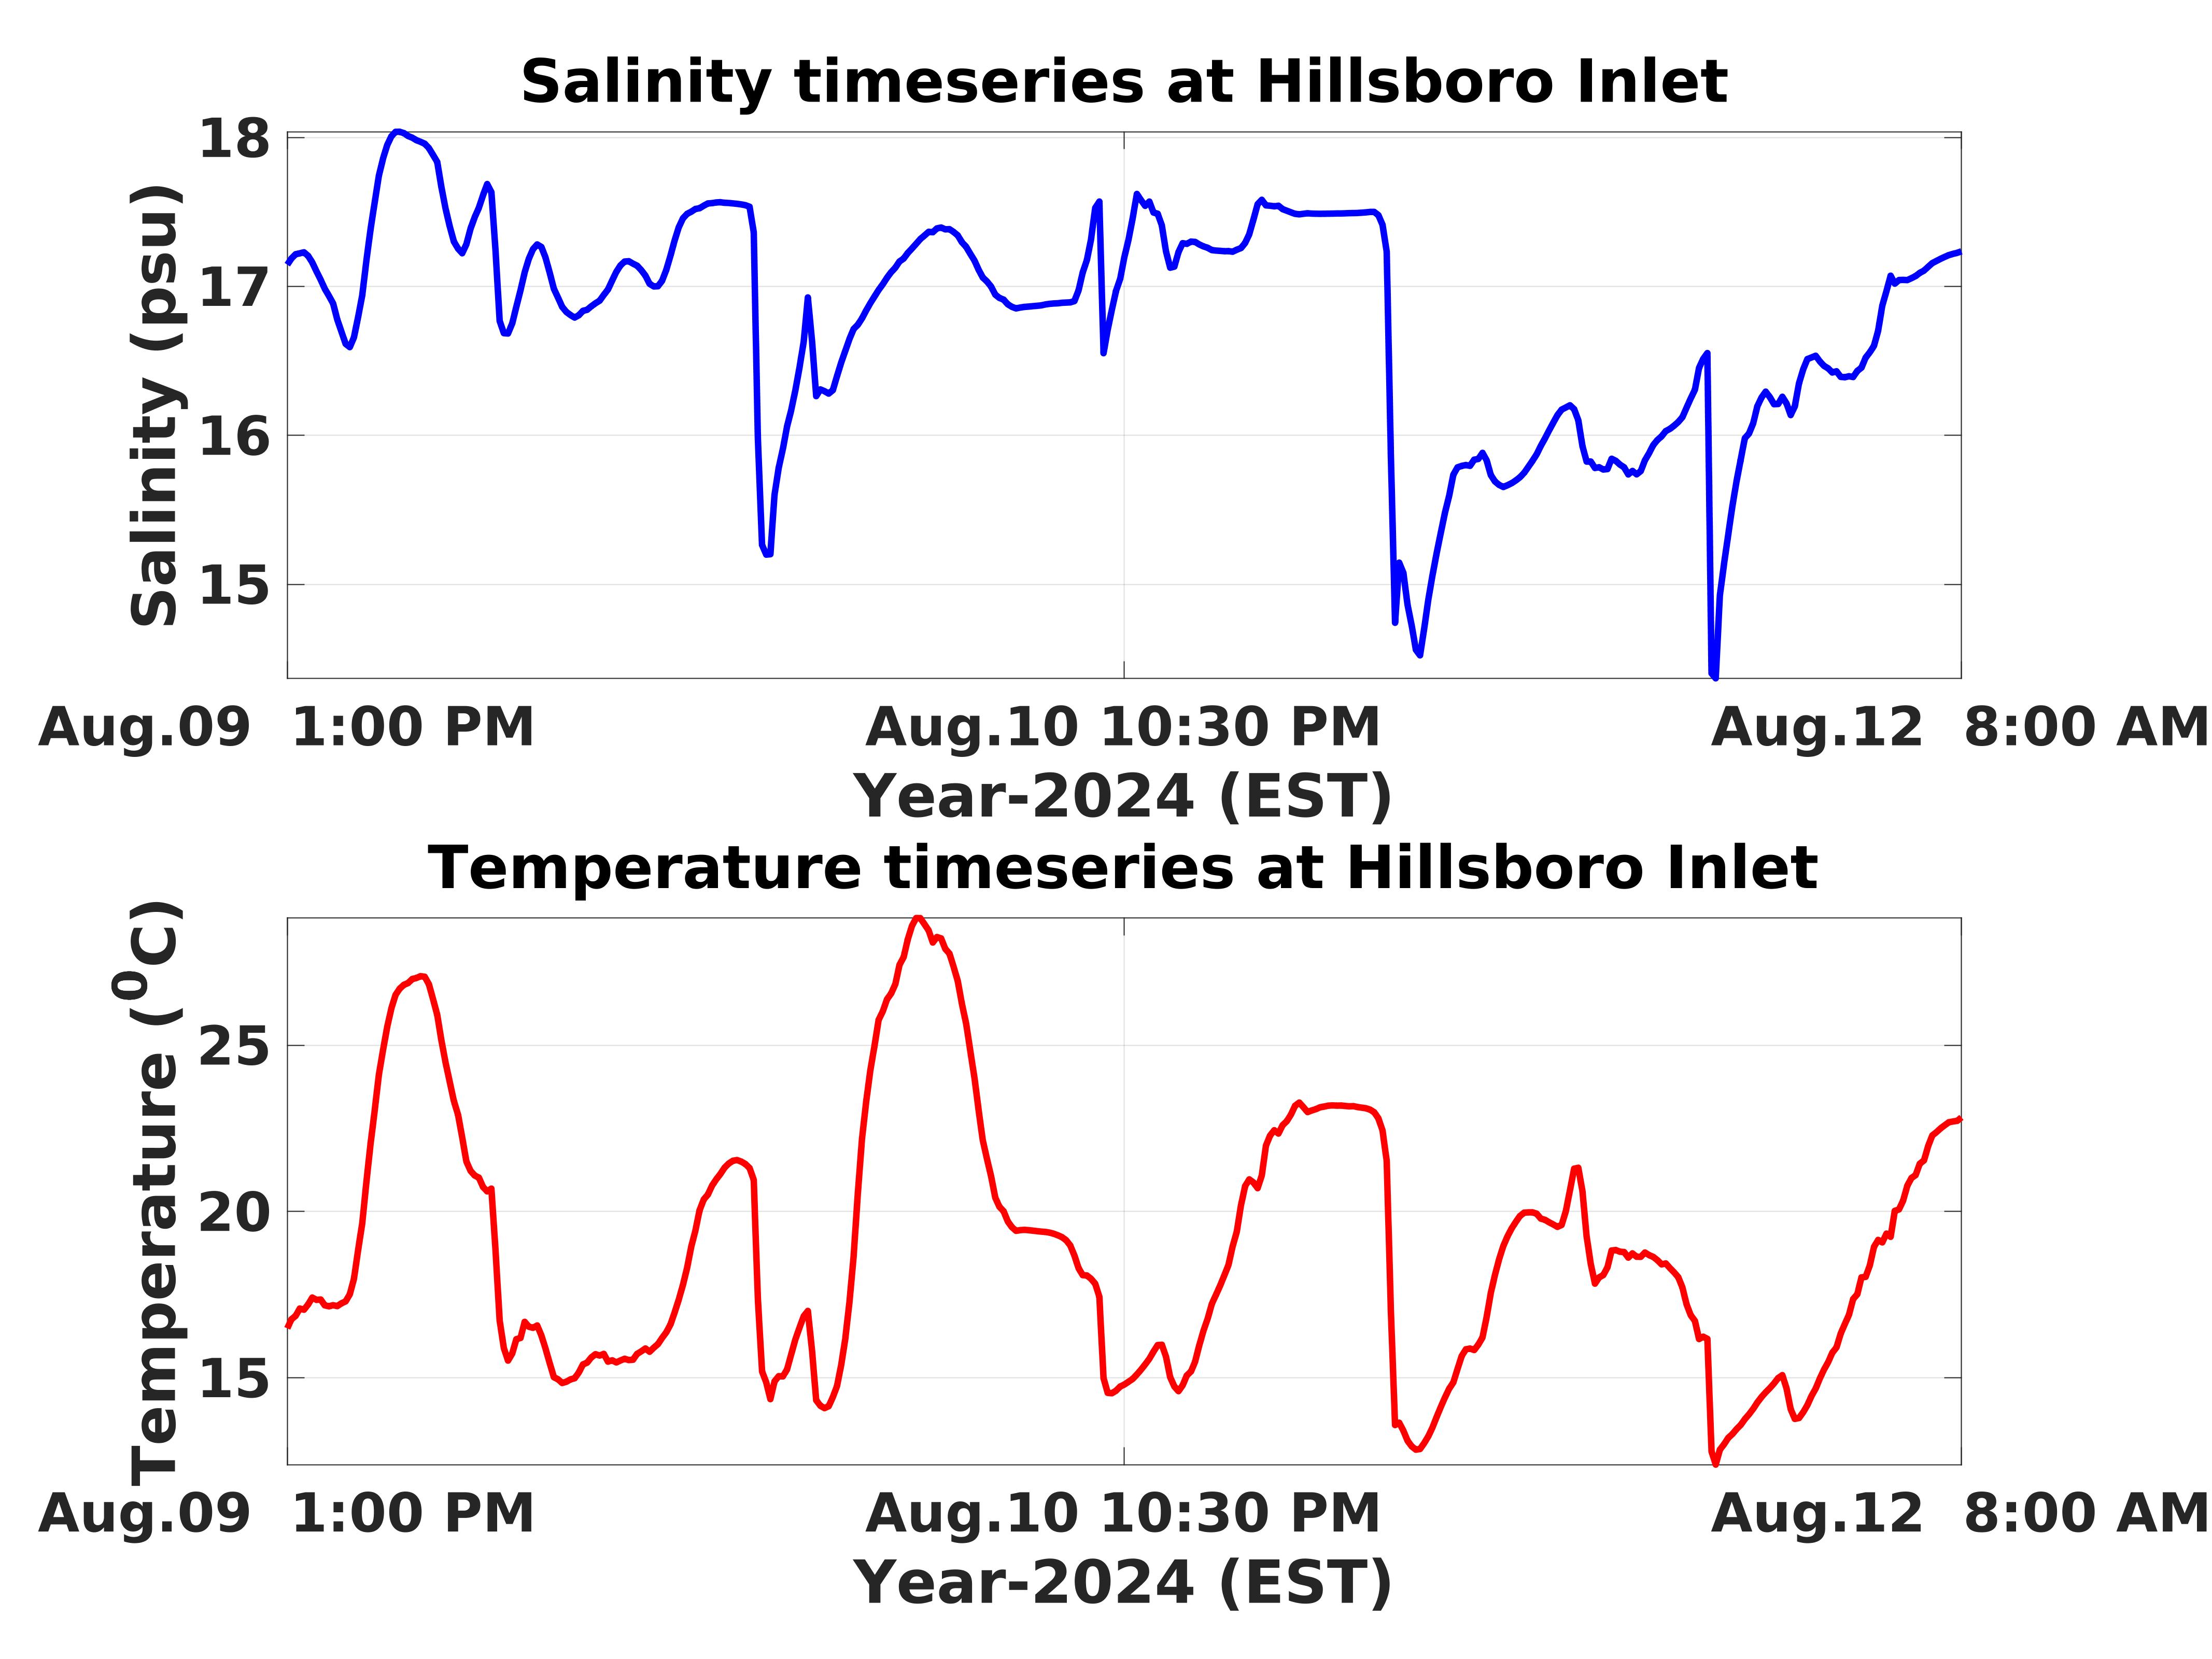 Salinity timeseries at Hillsboro Inlet
Salinity (psu)
18
17
16
15
Aug.09 1:00 PM Aug.10 10:30 PM Aug.12 8:00 AM
Year-2024 (EST)
Temperature timeseries at Hillsboro Inlet
Temperature (⁰C)
25
20
15
Aug.09 1:00 PM Aug.10 10:30 PM Aug.12 8:00 AM
Year-2024 (EST)